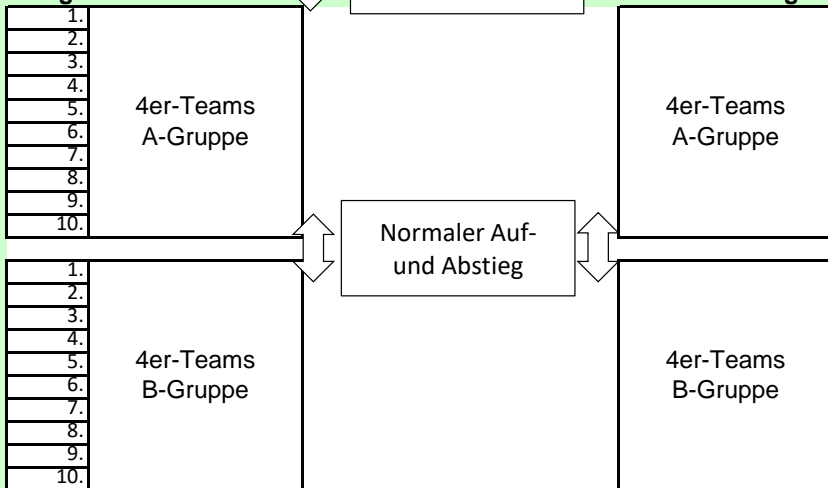 1.
2.
3.
4.
5.
6.
7.
8.
9.
10.
4er-Teams
A-Gruppe
4er-Teams
A-Gruppe
Normaler Auf-
und Abstieg
1.
2.
3.
4.
5.
6.
7.
8.
9.
10.
4er-Teams
B-Gruppe
4er-Teams
B-Gruppe